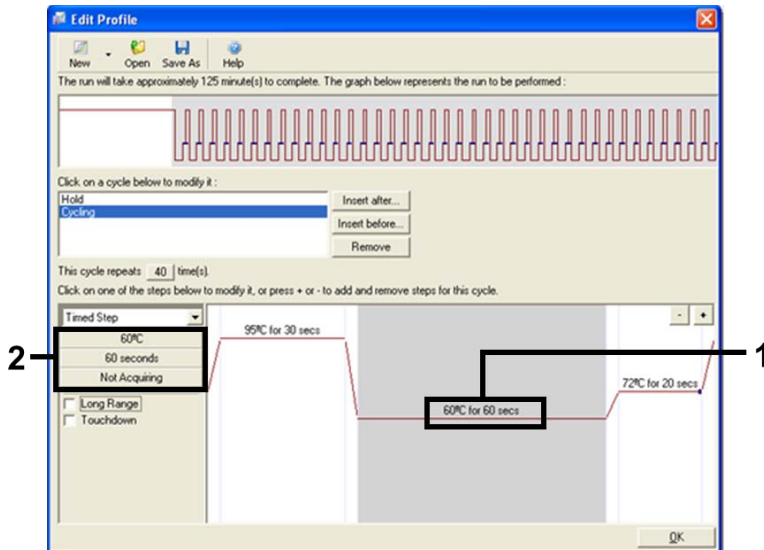 Edit Profile
New Open Save As Help
The run will take approximately 125 minute(s) to complete. The graph below represents the run to be performed :
Click on a cycle below to modify it :
Hold
Cycling
Insert after...
Insert before...
Remove
This cycle repeats 40 time(s).
Click on one of the steps below to modify it, or press + or - to add and remove steps for this cycle.
Timed Step
- +
60ºC
60 seconds
Not Acquiring
Long Range
Touchdown
95ºC for 30 secs
60ºC for 60 secs
72ºC for 20 secs
2
1
OK